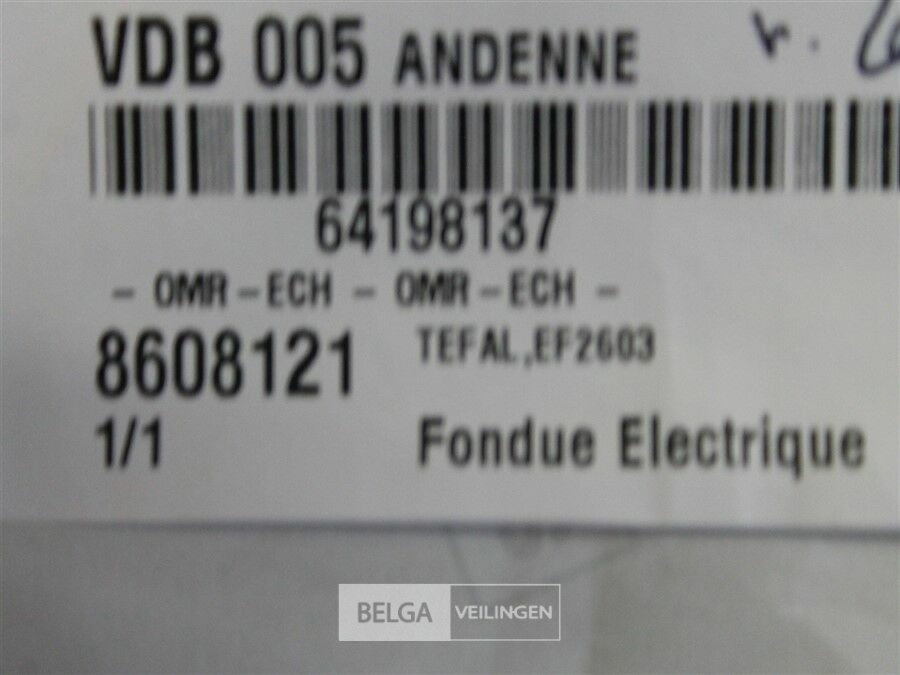 VDB 005 ANDENNE
64198137
- OMR - ECH - OMR - ECH -
8608121 TEFAL,EF2603
1/1 Fondue Electrique
BELGA VEILINGEN